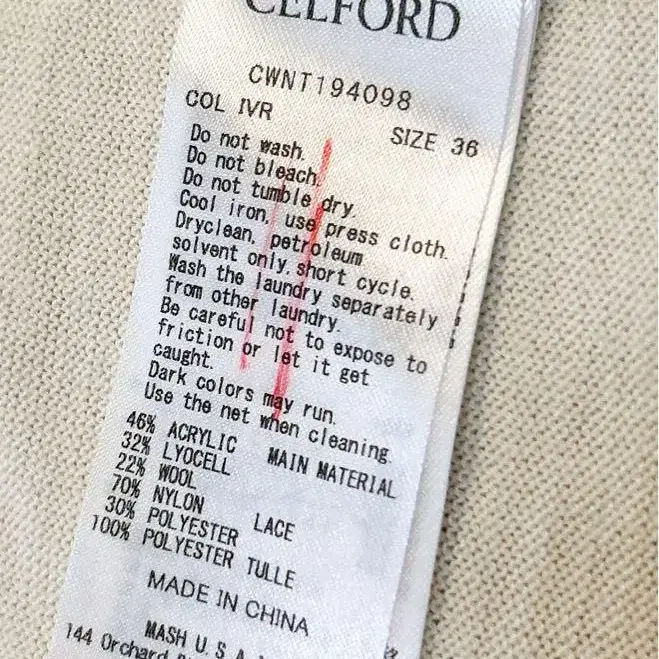 CELFORD
CWNT194098
COL IVR SIZE 36
Do not wash.
Do not bleach.
Do not tumble dry.
Cool iron, use press cloth.
Dryclean, petroleum
solvent only. short cycle.
Wash the laundry separately
from other laundry.
Be careful not to expose to
friction or let it get
caught.
Dark colors may run.
Use the net when cleaning.
46% ACRYLIC MAIN MATERIAL
32% LYOCELL
22% WOOL
70% NYLON LACE
30% POLYESTER
100% POLYESTER TULLE
MADE IN CHINA
MASH U.S.A.
144 Orchard